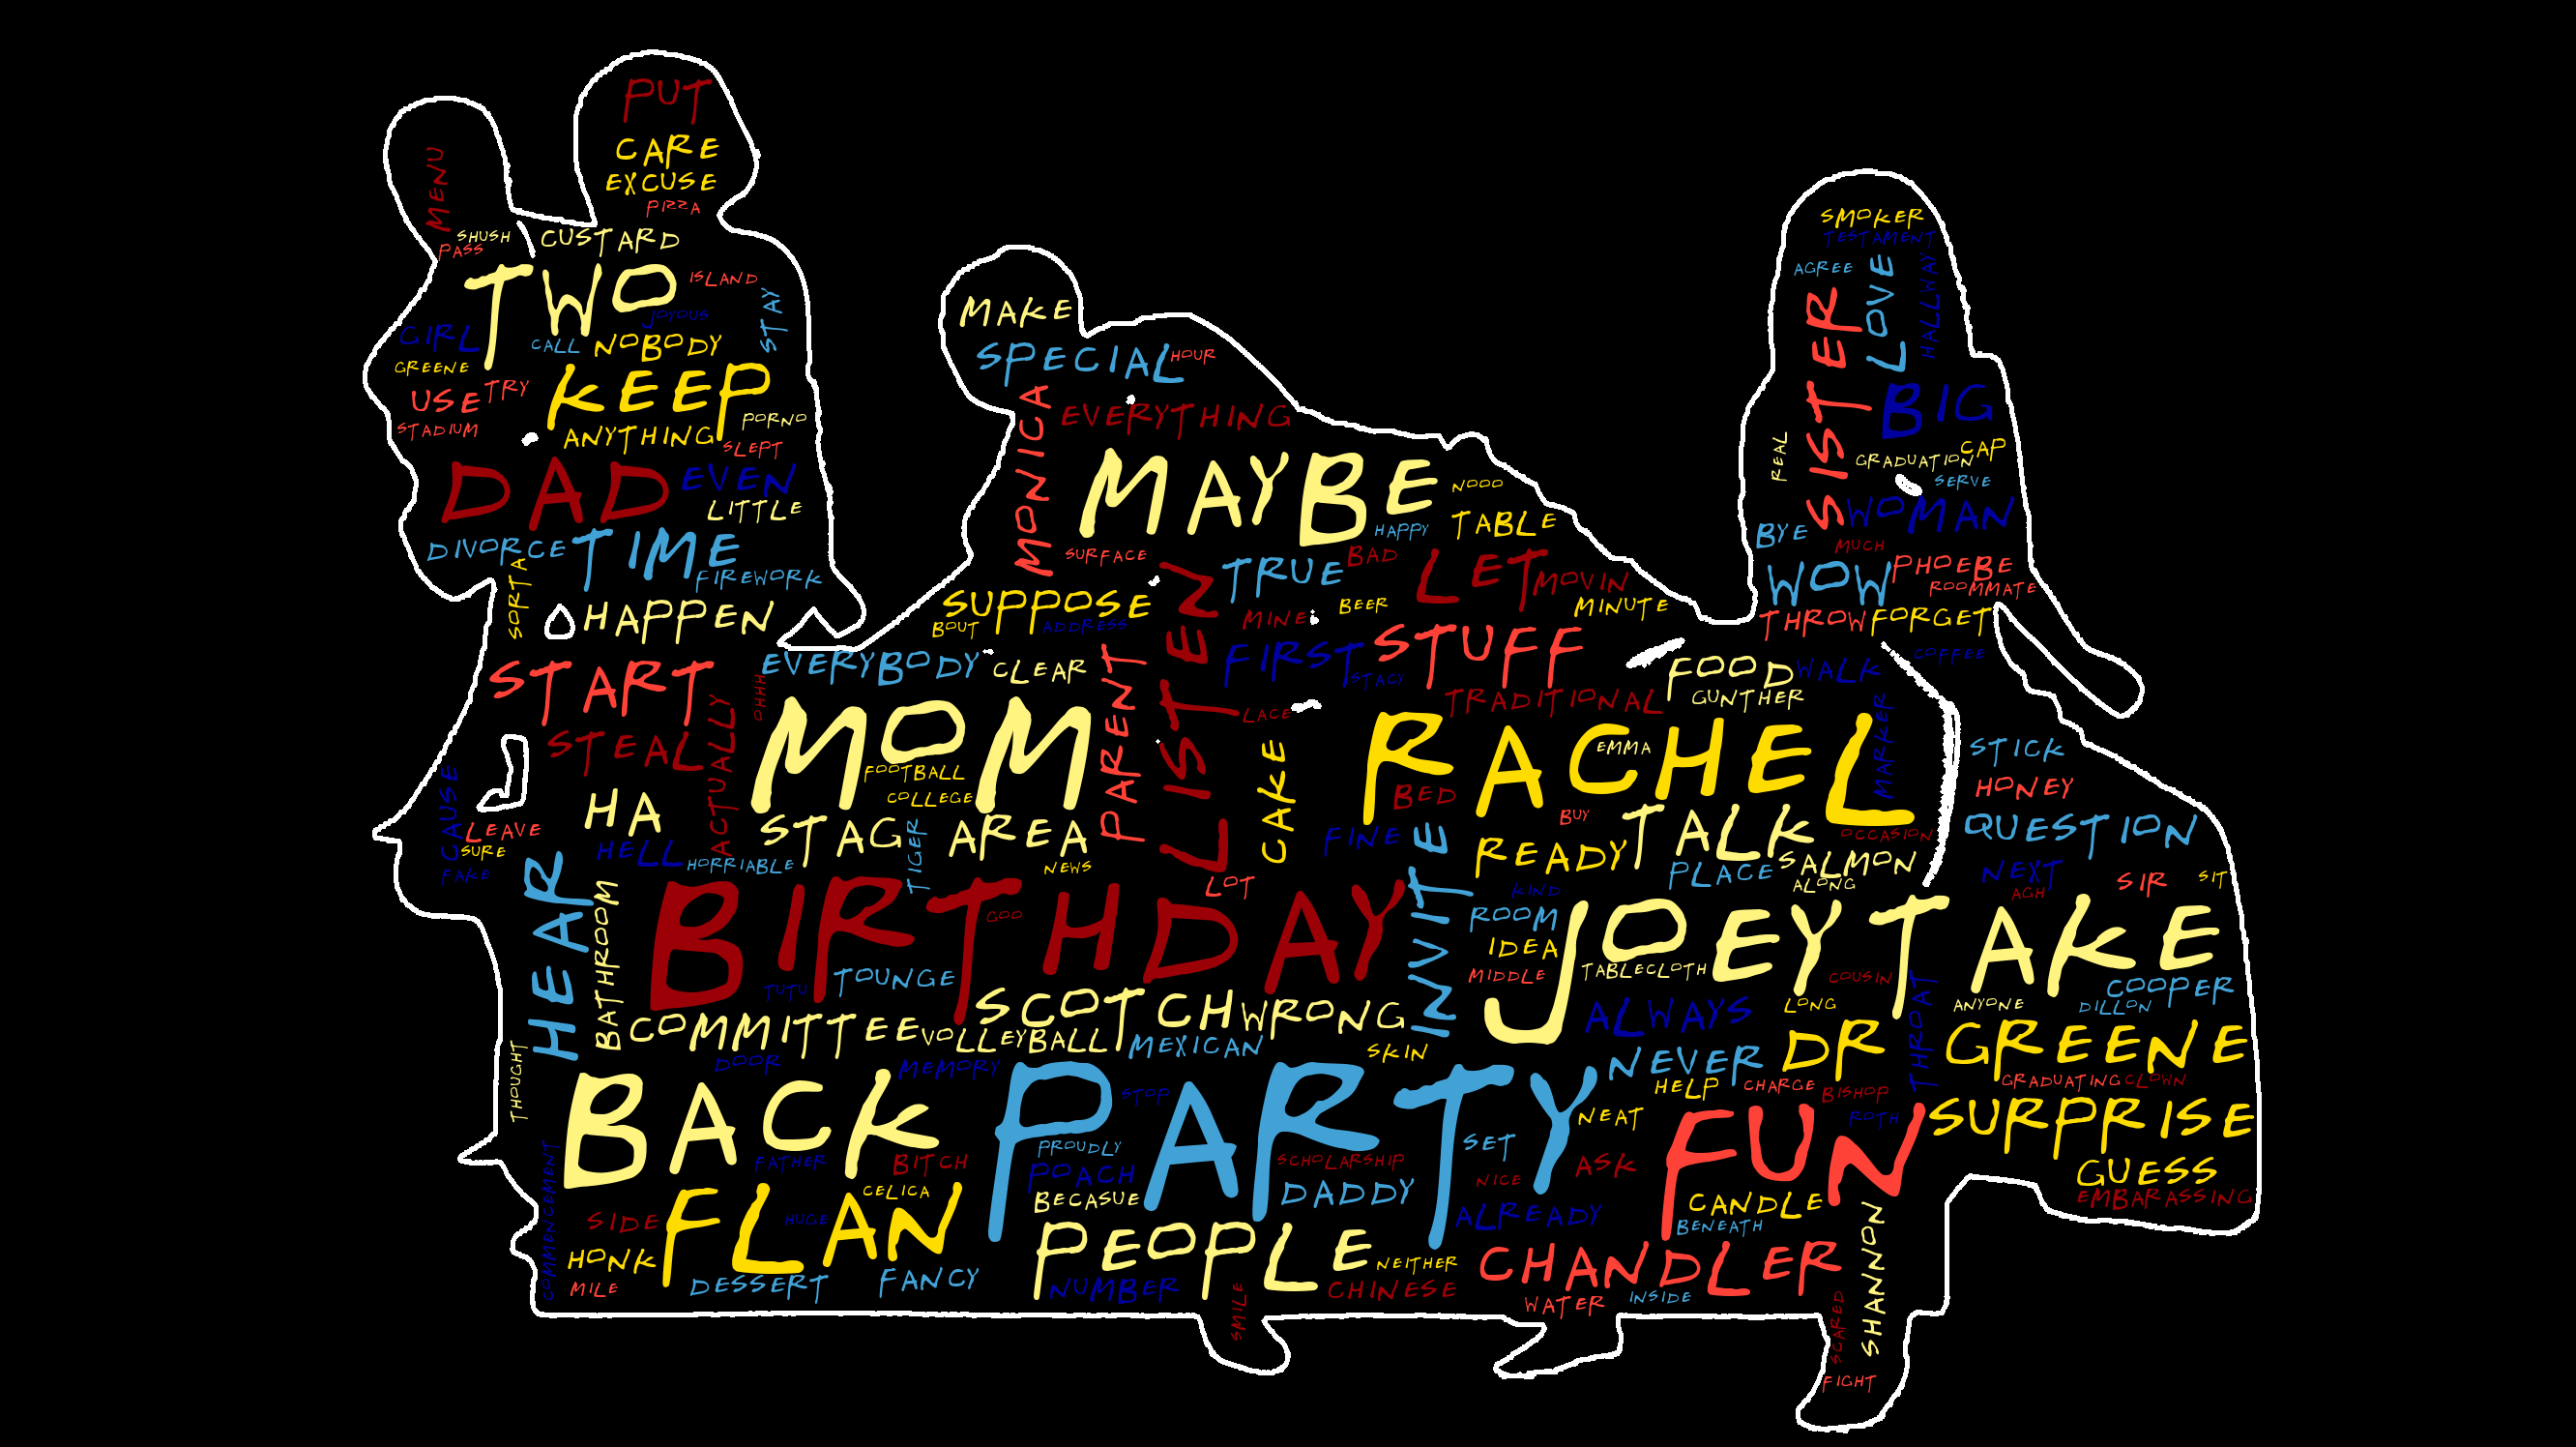 PUT
CARE
EXCUSE
PIZZA
MENU
SHUSH
PASS
CUSTARD
TWO
ISLAND
STAY
JOYOUS
GIRL
CALL
NOBODY
GREENE
USE
TRY
KEEP
PORNO
STADIUM
ANYTHING
SLEPT
DAD
EVEN
LITTLE
DIVORCE
TIME
FIREWORK
SORTA
HAPPEN
MAKE
SPECIAL
HOUR
MONICA
EVERYTHING
MAYBE
NOOO
HAPPY
TABLE
SURFACE
TRUE
BAD
LET
MOVIN
SUPPOSE
BOUT
ADDRESS
LISTEN
MINE
BEER
MINUTE
FIRST
STACY
STUFF
TRADITIONAL
LACE
SMOKER
TESTAMENT
AGREE
LOVE
HALLWAY
SISTER
BIG
REAL
GRADUATION
CAP
SERVE
WOMAN
BYE
MUCH
WOW
PHOEBE
ROOMMATE
THROW
FORGET
COFFEE
FOOD
WALK
GUNTHER
MARKER
START
EVERYBODY
CLEAR
PARENT
OHHH
ACTUALLY
STEAL
MOM
FOOTBALL
COLLEGE
CAKE
RACHEL
EMMA
BED
BUY
STICK
HONEY
QUESTION
CAUSE
LEAVE
SURE
FAKE
HA
HELL
HORRIABLE
STAG
TIGER
AREA
NEWS
LOT
FINE
INVITE
READY
TALK
OCCASION
PLACE
SALMON
ALONG
NEXT
AGH
SIR
SIT
HEAR
BATHROOM
BIRTHDAY
GOO
TUTU
TOUNGE
KIND
ROOM
IDEA
MIDDLE
JOEY
TABLECLOTH
COUSIN
TAKE
COOPER
DILLON
ANYONE
THROAT
COMMITTEE
VOLLEYBALL
SCOTCH
WRONG
MEXICAN
SKIN
ALWAYS
LONG
NEVER
DR
GREENE
THOUGHT
DOOR
MEMORY
HELP
CHARGE
BISHOP
GRADUATING
CLOWN
BACK
PARTY
STOP
PROUDLY
NEAT
SET
FUN
ROTH
SURPRISE
COMMENCEMENT
FATHER
BITCH
POACH
SCHOLARSHIP
NICE
ASK
GUESS
EMBARASSING
CELICA
BECASUE
DADDY
ALREADY
CANDLE
BENEATH
SIDE
FLAN
HUGE
HONK
MILE
DESSERT
FANCY
PEOPLE
NUMBER
NEITHER
CHINESE
CHANDLER
SHANNON
WATER
INSIDE
SMILE
SCARED
FIGHT